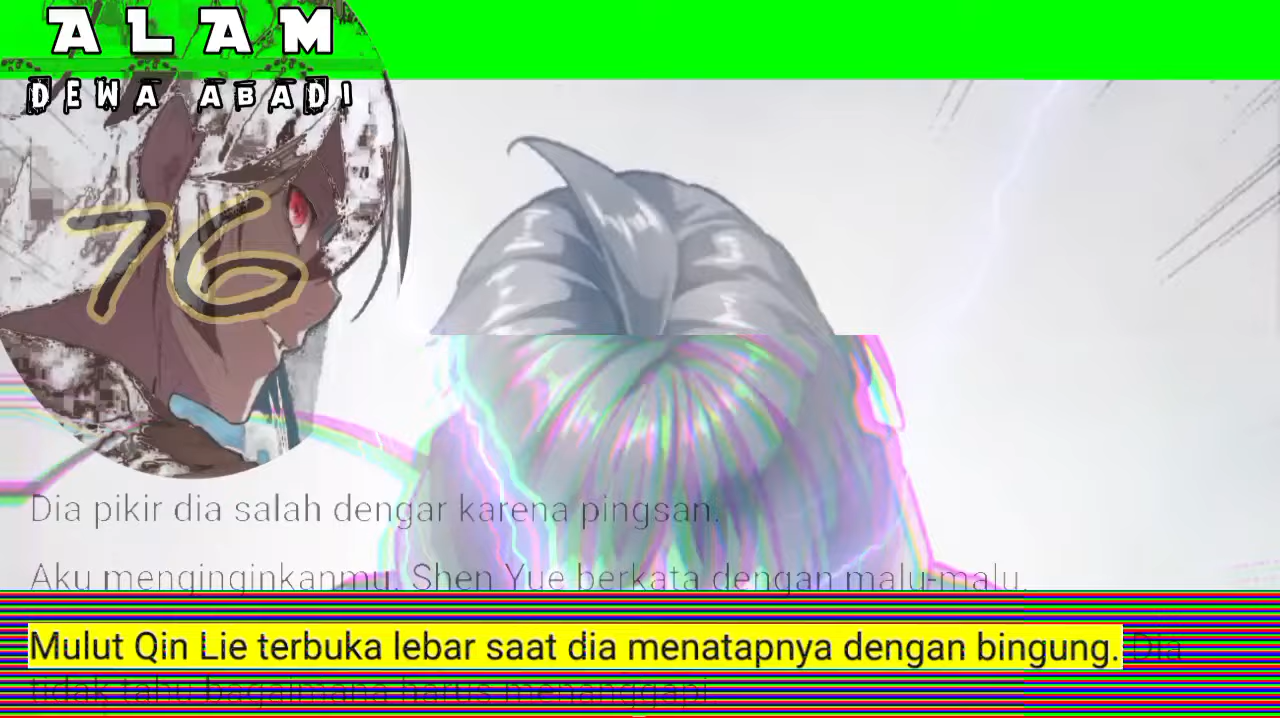 ALAM
DEWA ABADI
76
Dia pikir dia salah dengar karena pingsan.
Aku menginginkanmu. Shen Yue berkata dengan malu-malu.
Mulut Qin Lie terbuka lebar saat dia menatapnya dengan bingung. Dia
tidak tahu bagaimana harus menanggapi.